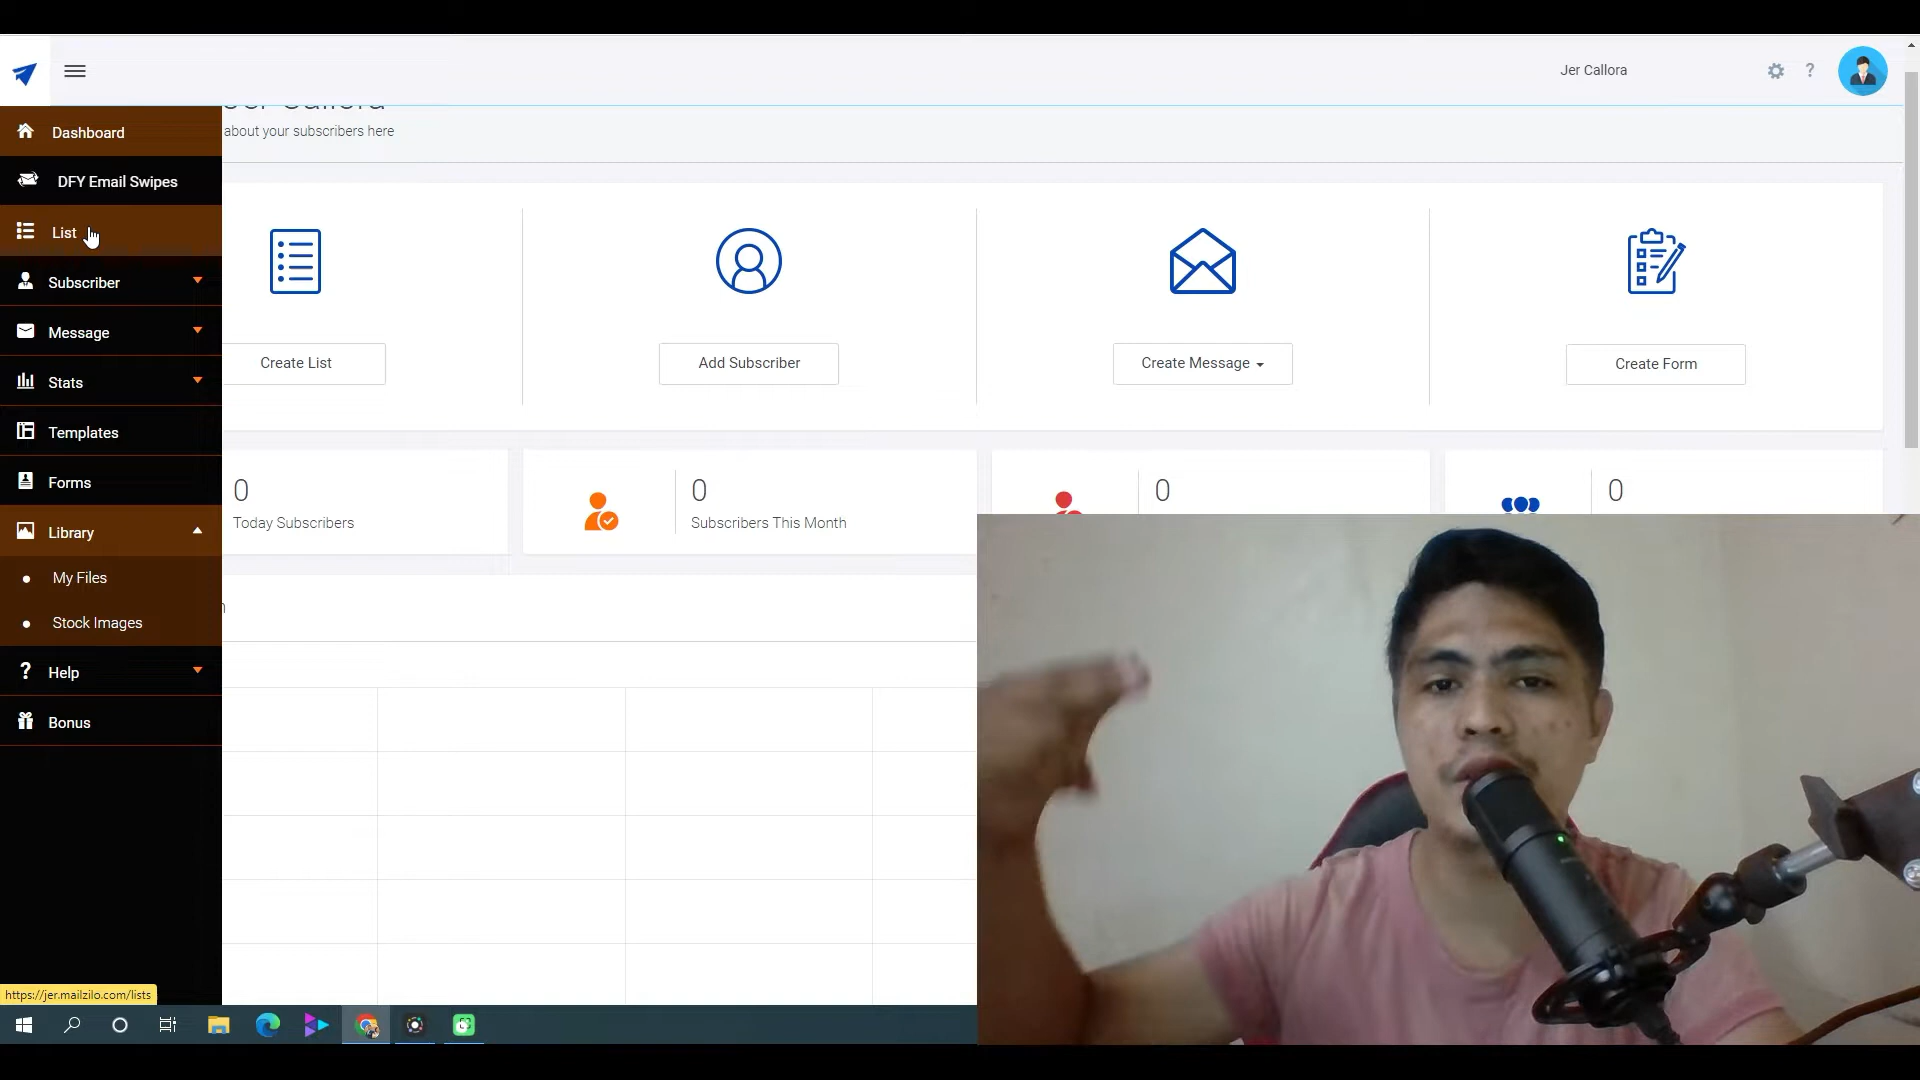 Jer Callora
?
Jer Callora
about your subscribers here
Dashboard
DFY Email Swipes
List
Subscriber
Message
Stats
Templates
Forms
Library
My Files
Stock Images
Help
Bonus
Create List
Add Subscriber
Create Message
Create Form
0
Today Subscribers
0
Subscribers This Month
0
0
https://jer.mailzilo.com/lists